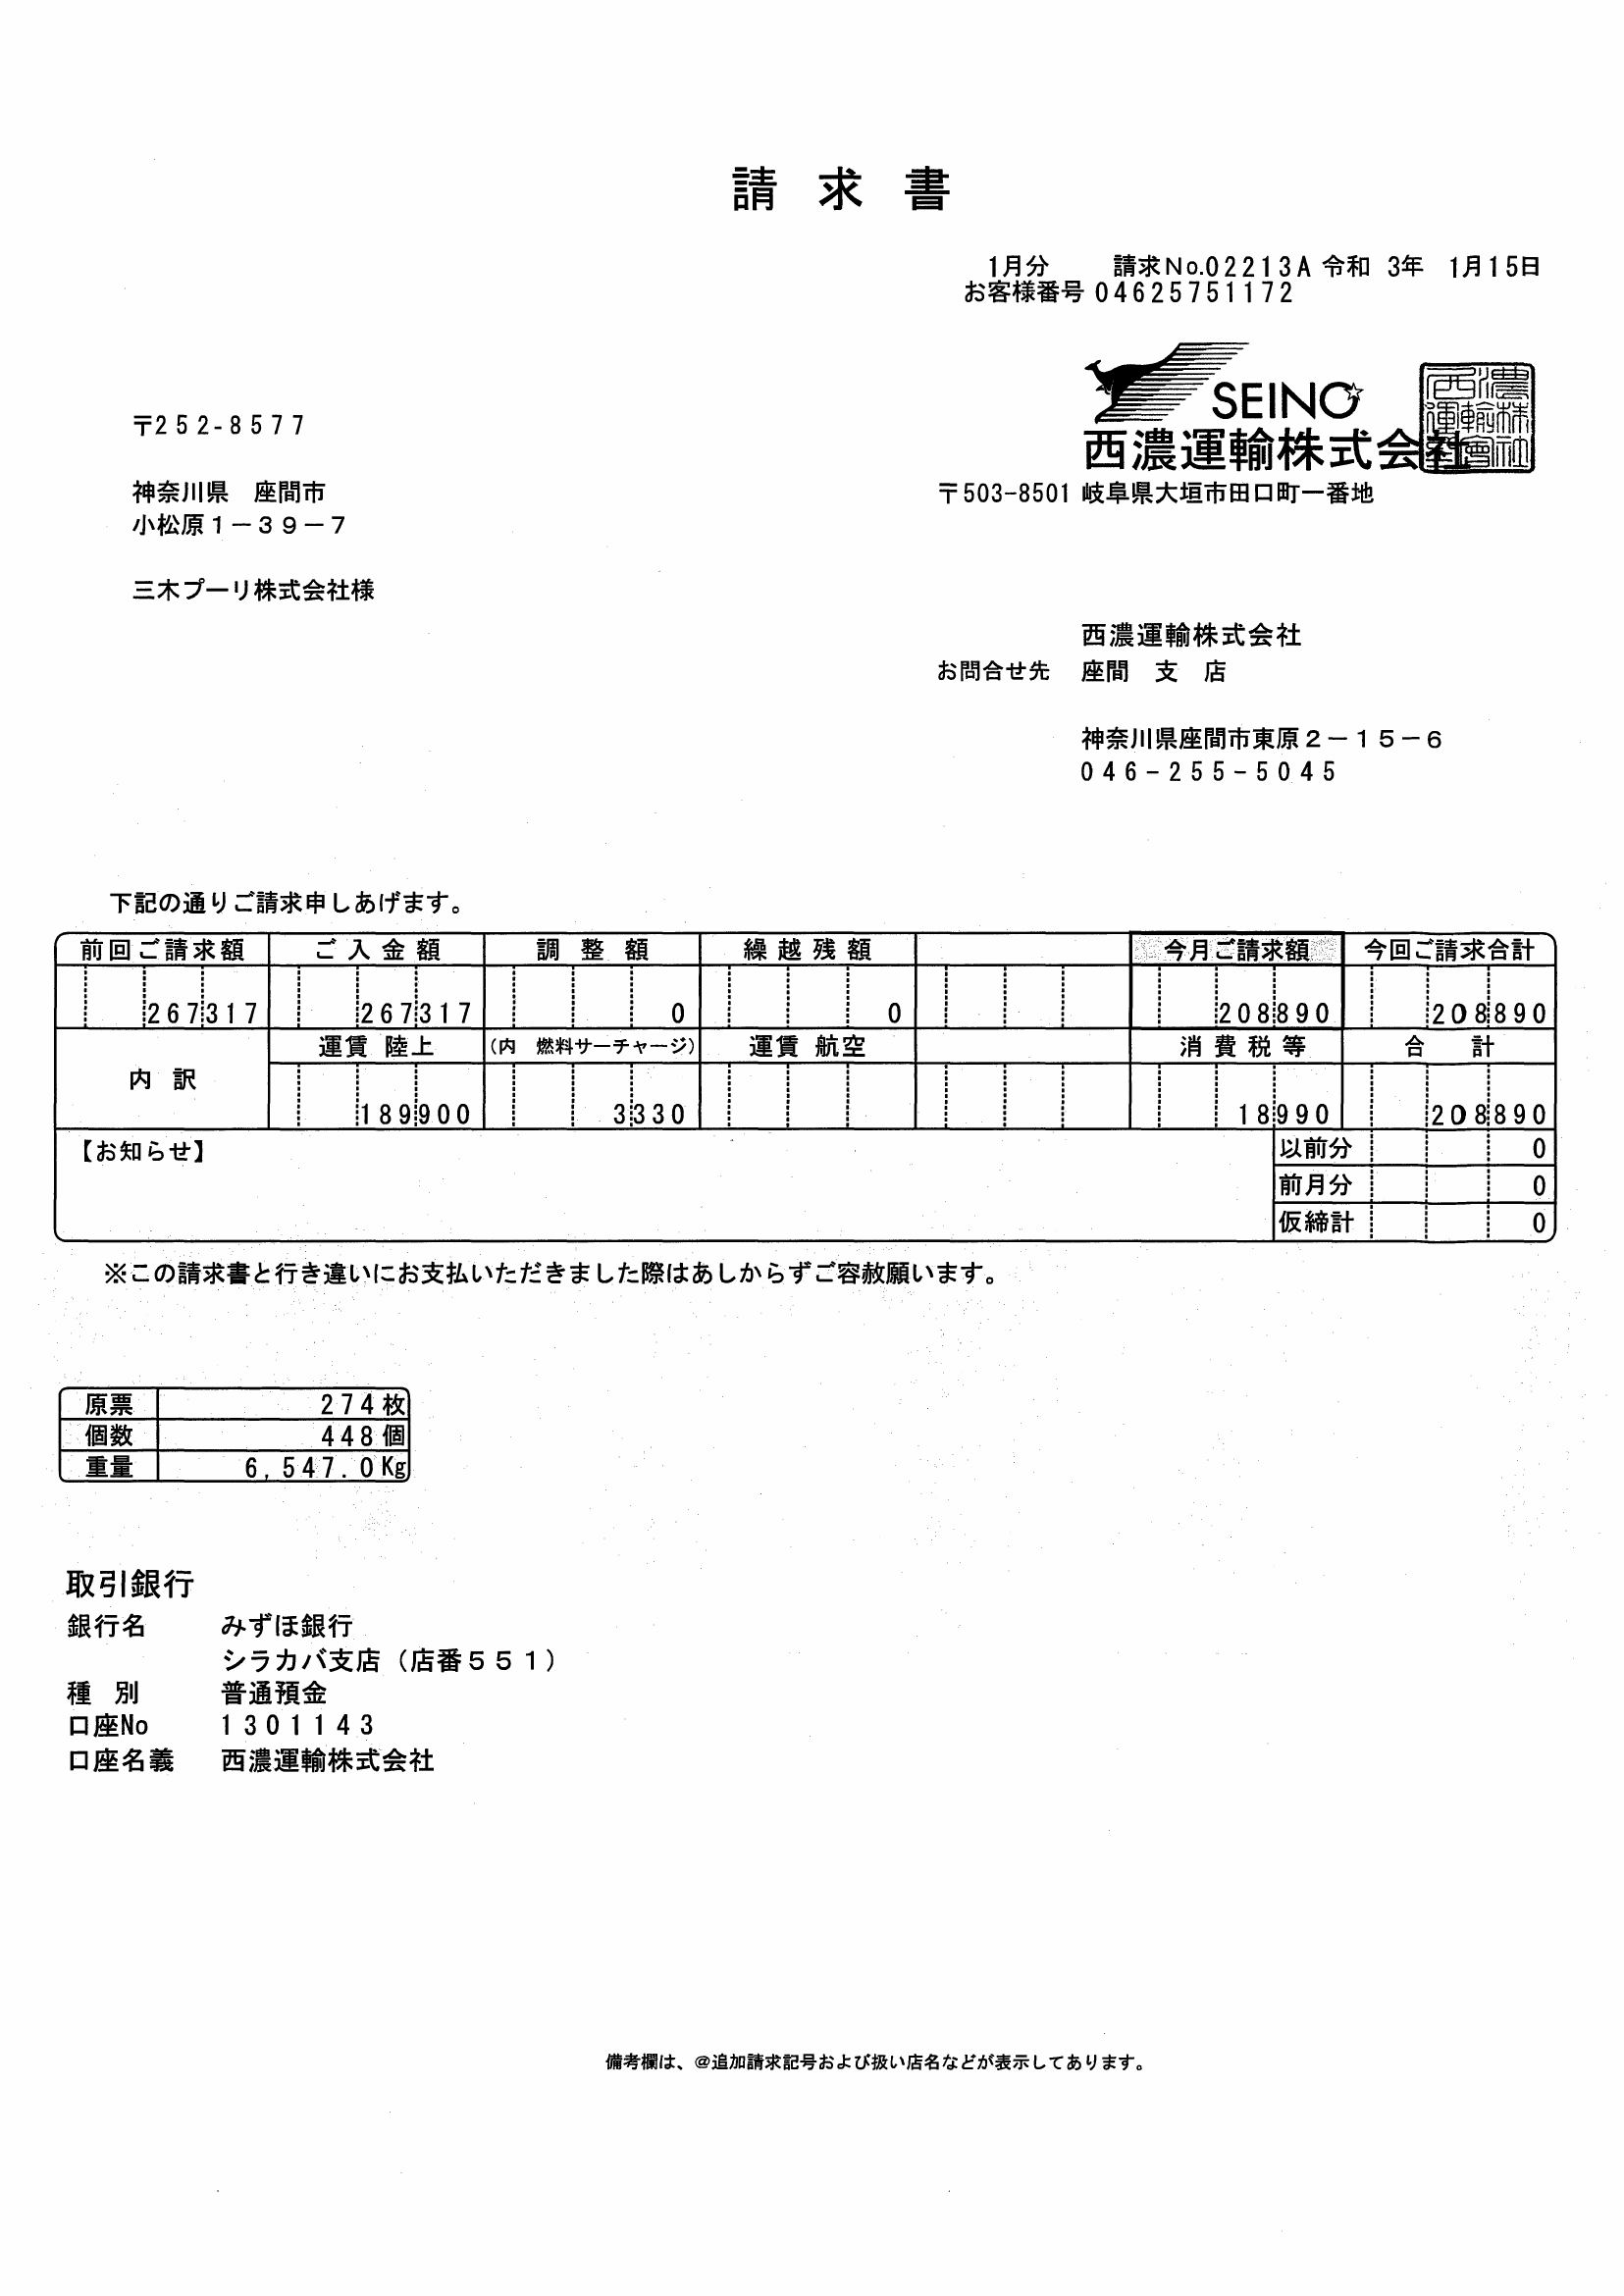 請求書
1月分 請求No.02213A 令和 3年 1月15日
お客様番号 04625751172
SEINO
西濃運輸株式会社
〒503-8501 岐阜県大垣市田口町一番地
〒252-8577
神奈川県 座間市
小松原1-39-7
三木プーリ株式会社様
西濃運輸株式会社
お問合せ先 座間 支 店
神奈川県座間市東原2-15-6
046-255-5045
下記の通りご請求申しあげます。
前回ご請求額 ご入金額 調整額 繰越残額 今月ご請求額 今回ご請求合計
267317 267317 0 0 208890 208890
内訳 運賃 陸上 (内 燃料サーチャージ) 運賃 航空 消費税等 合 計
189900 3330 18990 208890
【お知らせ】
以前分 0
前月分 0
仮締計 0
※この請求書と行き違いにお支払いただきました際はあしからずご容赦願います。
原票 274枚
個数 448個
重量 6,547.0Kg
取引銀行
銀行名 みずほ銀行
シラカバ支店（店番551）
種 別 普通預金
口座No 1301143
口座名義 西濃運輸株式会社
備考欄は、@追加請求記号および扱い店名などが表示してあります。